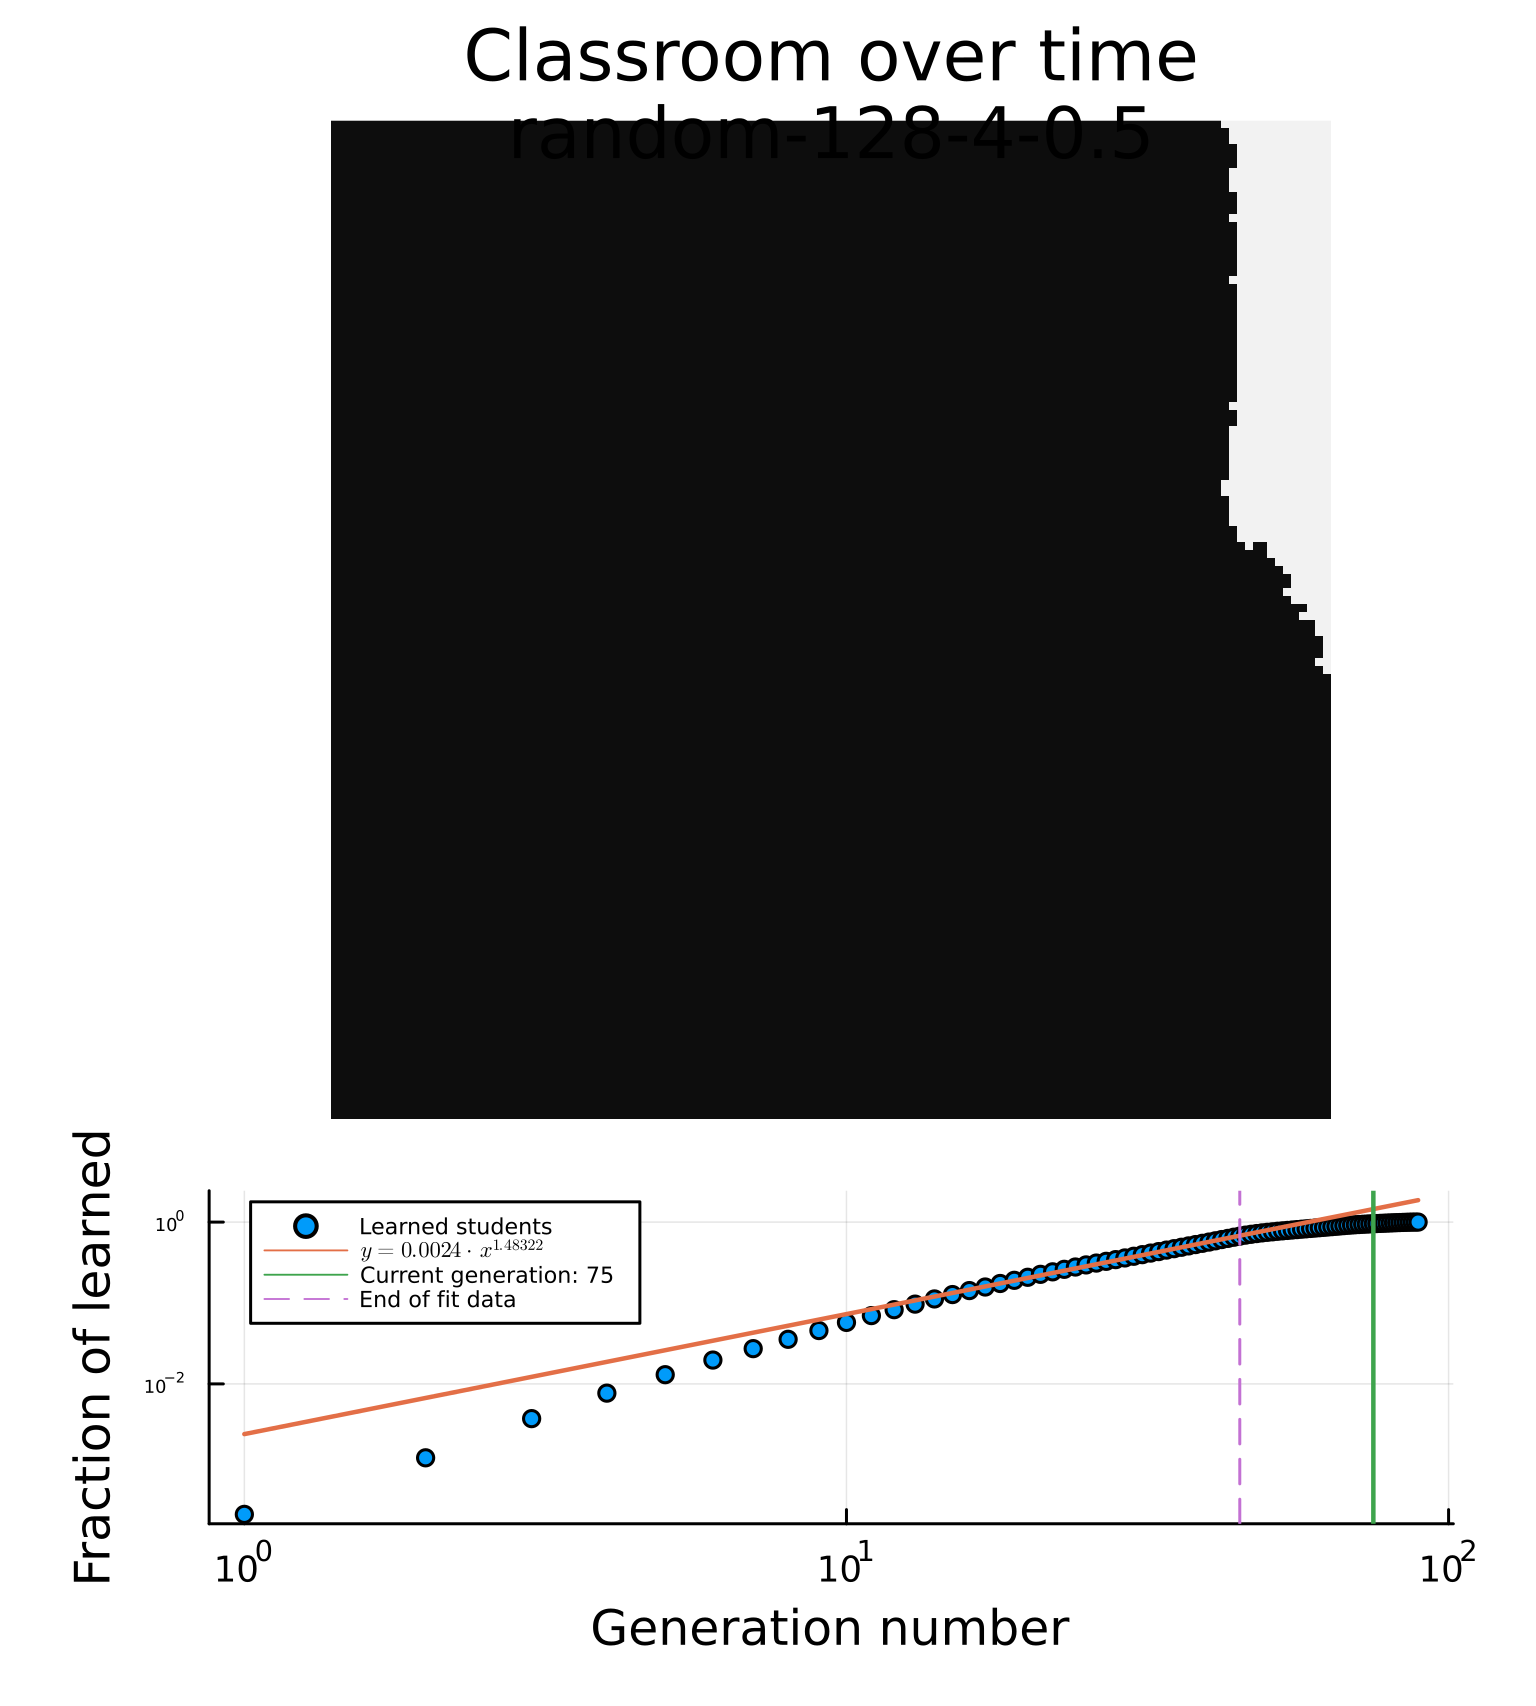 Classroom over time
random-128-4-0.5
Fraction of learned
10^0
10^-2
Learned students
y = 0.0024 · x^1.48322
Current generation: 75
End of fit data
10^0 10^1 10^2
Generation number